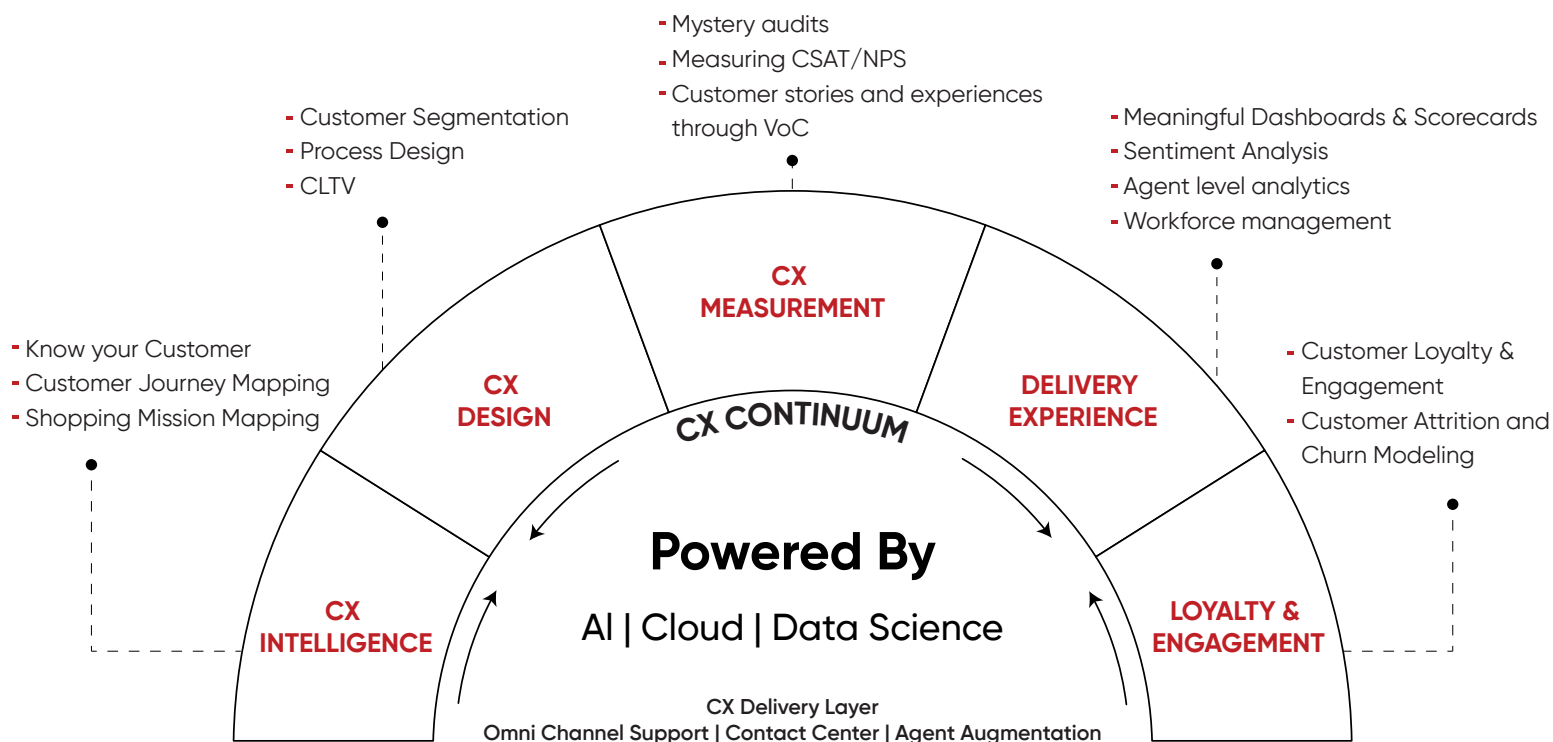 - Mystery audits
- Measuring CSAT/NPS
- Customer stories and experiences
through VoC
- Customer Segmentation
- Process Design
- CLTV
- Meaningful Dashboards & Scorecards
- Sentiment Analysis
- Agent level analytics
- Workforce management
- Know your Customer
- Customer Journey Mapping
- Shopping Mission Mapping
- Customer Loyalty &
Engagement
- Customer Attrition and
Churn Modeling
CX
INTELLIGENCE
CX
DESIGN
CX
MEASUREMENT
DELIVERY
EXPERIENCE
LOYALTY &
ENGAGEMENT
CX CONTINUUM
Powered By
AI | Cloud | Data Science
CX Delivery Layer
Omni Channel Support | Contact Center | Agent Augmentation